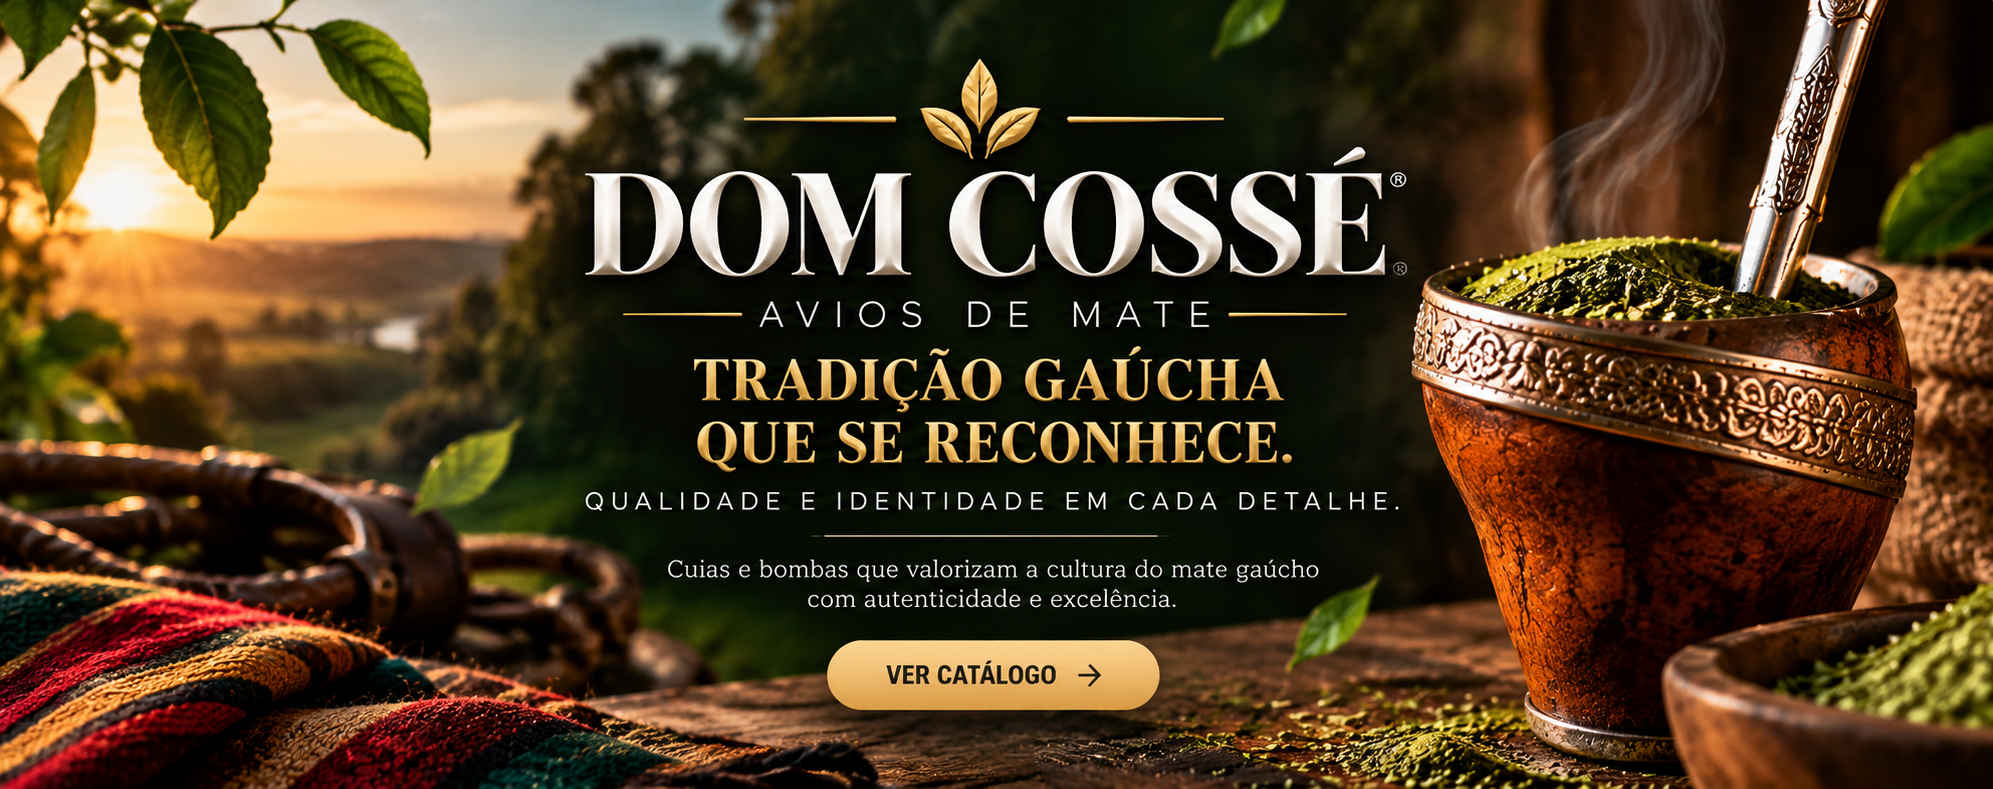 DOM COSSÉ®
®
AVIOS DE MATE
TRADIÇÃO GAÚCHA
QUE SE RECONHECE.
QUALIDADE E IDENTIDADE EM CADA DETALHE.
Cuias e bombas que valorizam a cultura do mate gaúcho
com autenticidade e excelência.
VER CATÁLOGO →